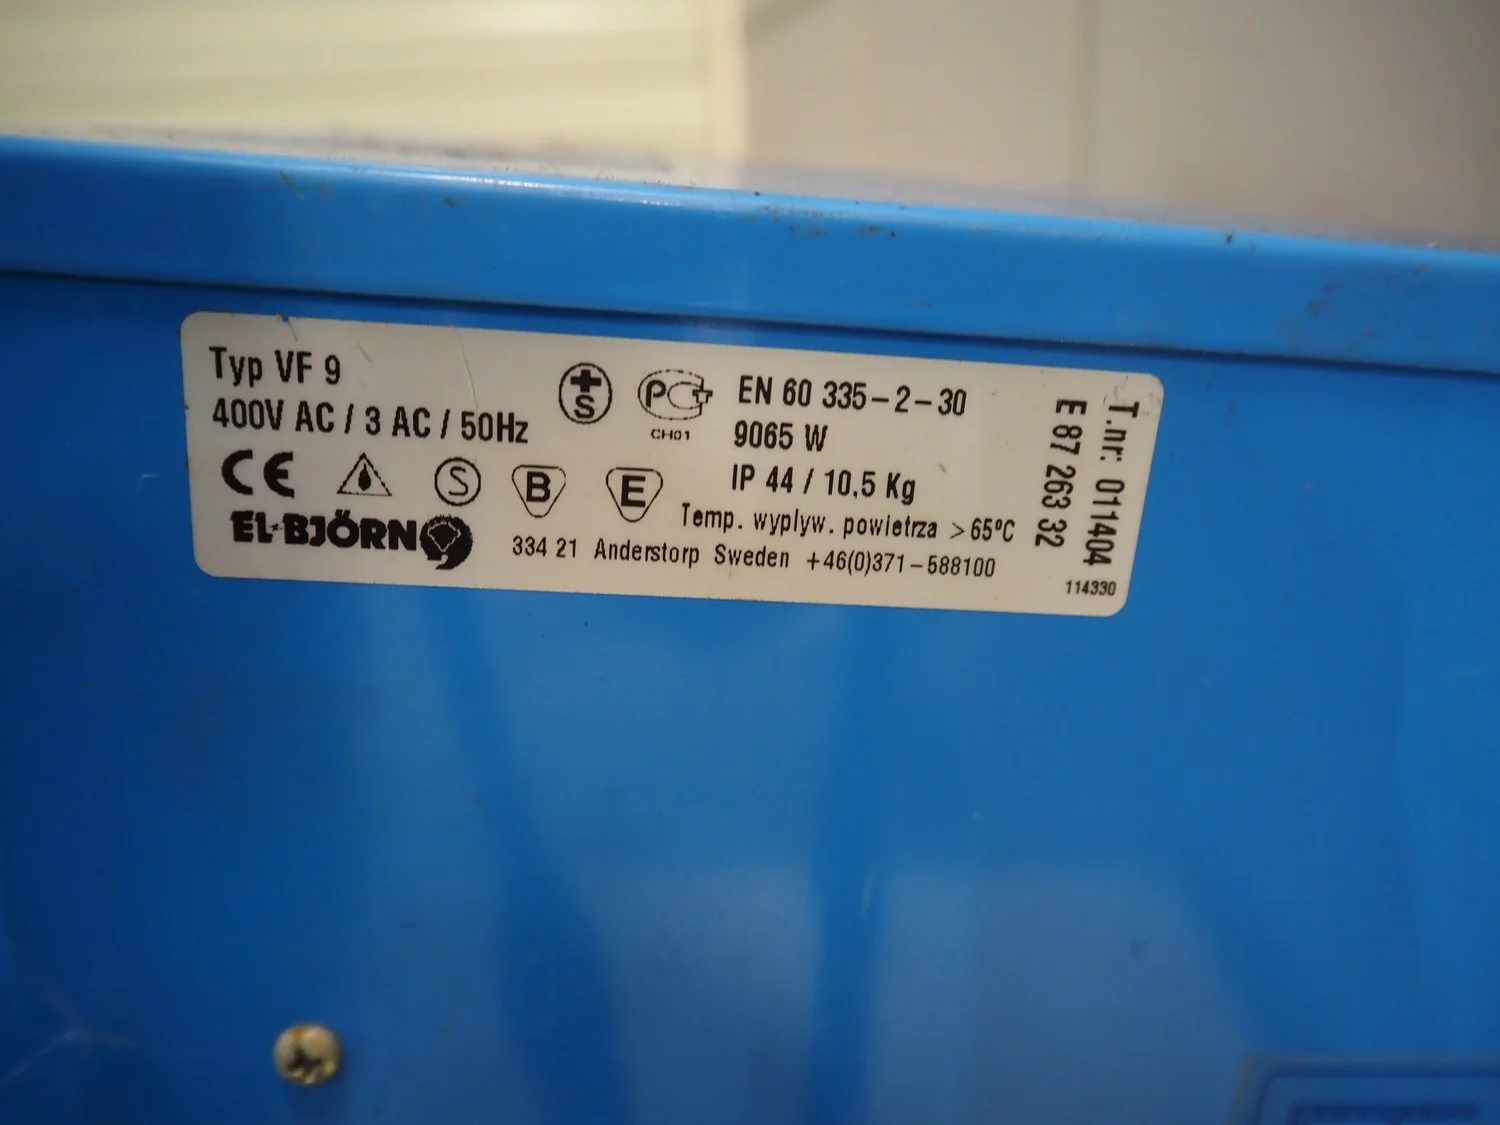 Typ VF 9
400V AC / 3 AC / 50Hz
CE
S
B
E
EL-BJÖRN
+S
PCT
CH01
EN 60 335-2-30
9065 W
IP 44 / 10,5 Kg
Temp. wyplyw. powietrza >65ºC
334 21 Anderstorp Sweden +46(0)371-588100
T.nr: 011404
E 87 263 32
114330